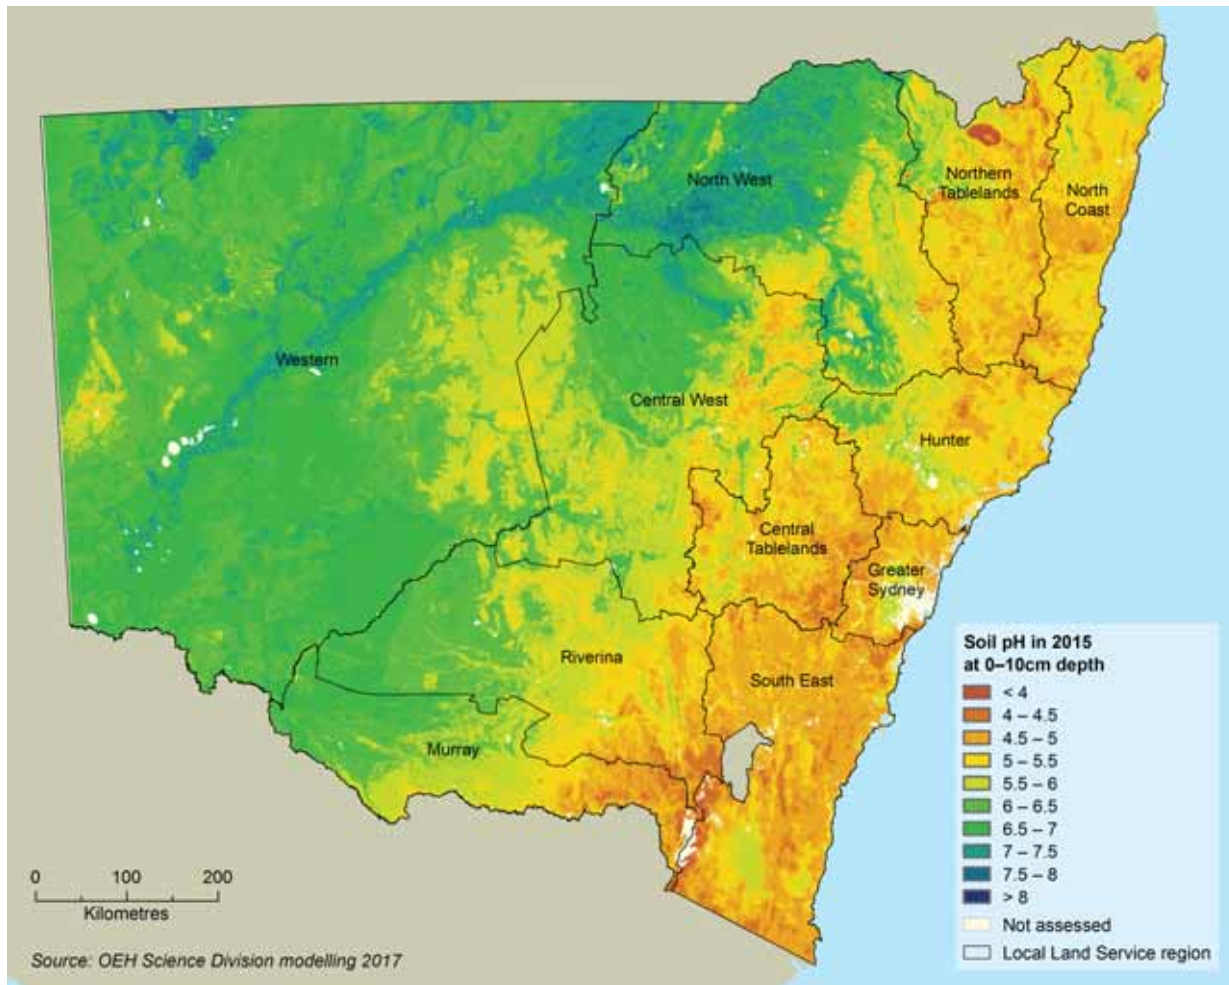 North West
Northern
Tablelands
North
Coast
Western
Central West
Hunter
Central
Tablelands
Greater
Sydney
Riverina
South East
Murray
Soil pH in 2015
at 0–10cm depth
< 4
4 – 4.5
4.5 – 5
5 – 5.5
5.5 – 6
6 – 6.5
6.5 – 7
7 – 7.5
7.5 – 8
> 8
Not assessed
Local Land Service region
0 100 200
Kilometres
Source: OEH Science Division modelling 2017